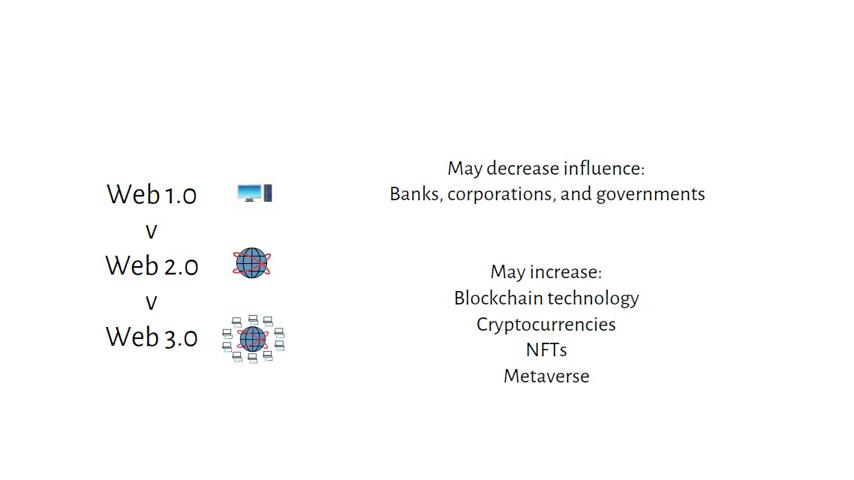 Web 1.0
v
Web 2.0
v
Web 3.0
May decrease influence:
Banks, corporations, and governments
May increase:
Blockchain technology
Cryptocurrencies
NFTs
Metaverse